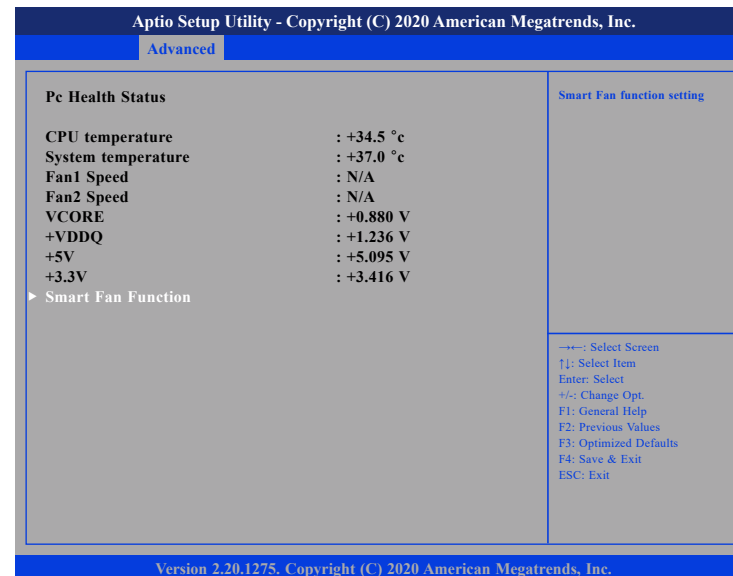 Aptio Setup Utility - Copyright (C) 2020 American Megatrends, Inc.
Advanced
Pc Health Status
CPU temperature : +34.5 °c
System temperature : +37.0 °c
Fan1 Speed : N/A
Fan2 Speed : N/A
VCORE : +0.880 V
+VDDQ : +1.236 V
+5V : +5.095 V
+3.3V : +3.416 V
▶ Smart Fan Function
Smart Fan function setting
→←: Select Screen
↑↓: Select Item
Enter: Select
+/-: Change Opt.
F1: General Help
F2: Previous Values
F3: Optimized Defaults
F4: Save & Exit
ESC: Exit
Version 2.20.1275. Copyright (C) 2020 American Megatrends, Inc.